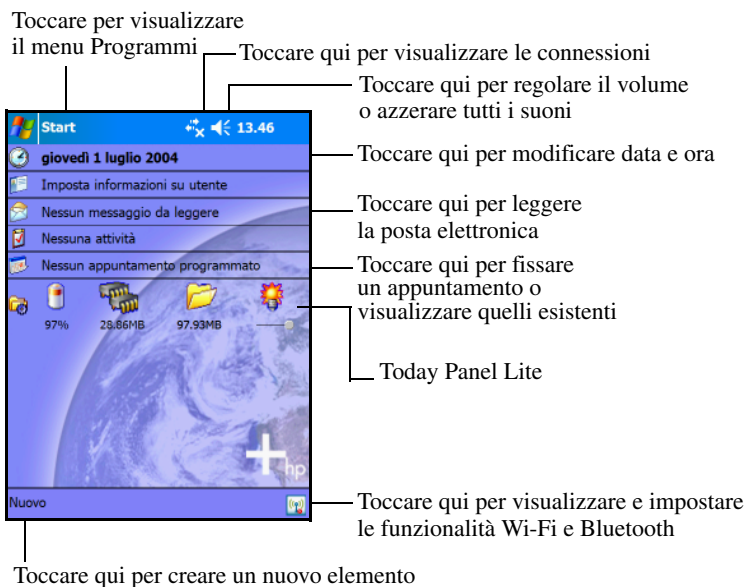 Toccare per visualizzare
il menu Programmi
Toccare qui per visualizzare le connessioni
Toccare qui per regolare il volume
o azzerare tutti i suoni
Start 13.46
giovedì 1 luglio 2004
Toccare qui per modificare data e ora
Imposta informazioni su utente
Nessun messaggio da leggere
Toccare qui per leggere
la posta elettronica
Nessuna attività
Nessun appuntamento programmato
Toccare qui per fissare
un appuntamento o
visualizzare quelli esistenti
97% 28.86MB 97.93MB
Today Panel Lite
hp
Nuovo
Toccare qui per visualizzare e impostare
le funzionalità Wi-Fi e Bluetooth
Toccare qui per creare un nuovo elemento